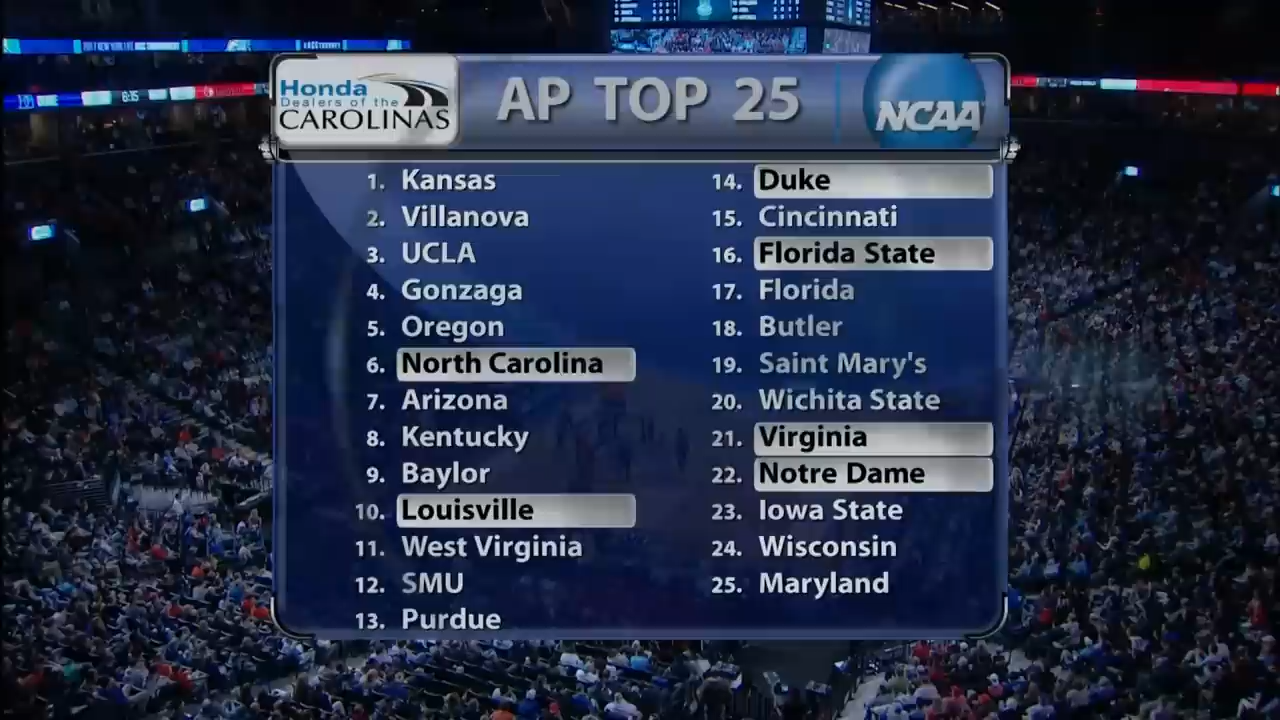 Honda
Dealers of the
CAROLINAS
AP TOP 25
NCAA
1. Kansas
2. Villanova
3. UCLA
4. Gonzaga
5. Oregon
6. North Carolina
7. Arizona
8. Kentucky
9. Baylor
10. Louisville
11. West Virginia
12. SMU
13. Purdue
14. Duke
15. Cincinnati
16. Florida State
17. Florida
18. Butler
19. Saint Mary's
20. Wichita State
21. Virginia
22. Notre Dame
23. Iowa State
24. Wisconsin
25. Maryland